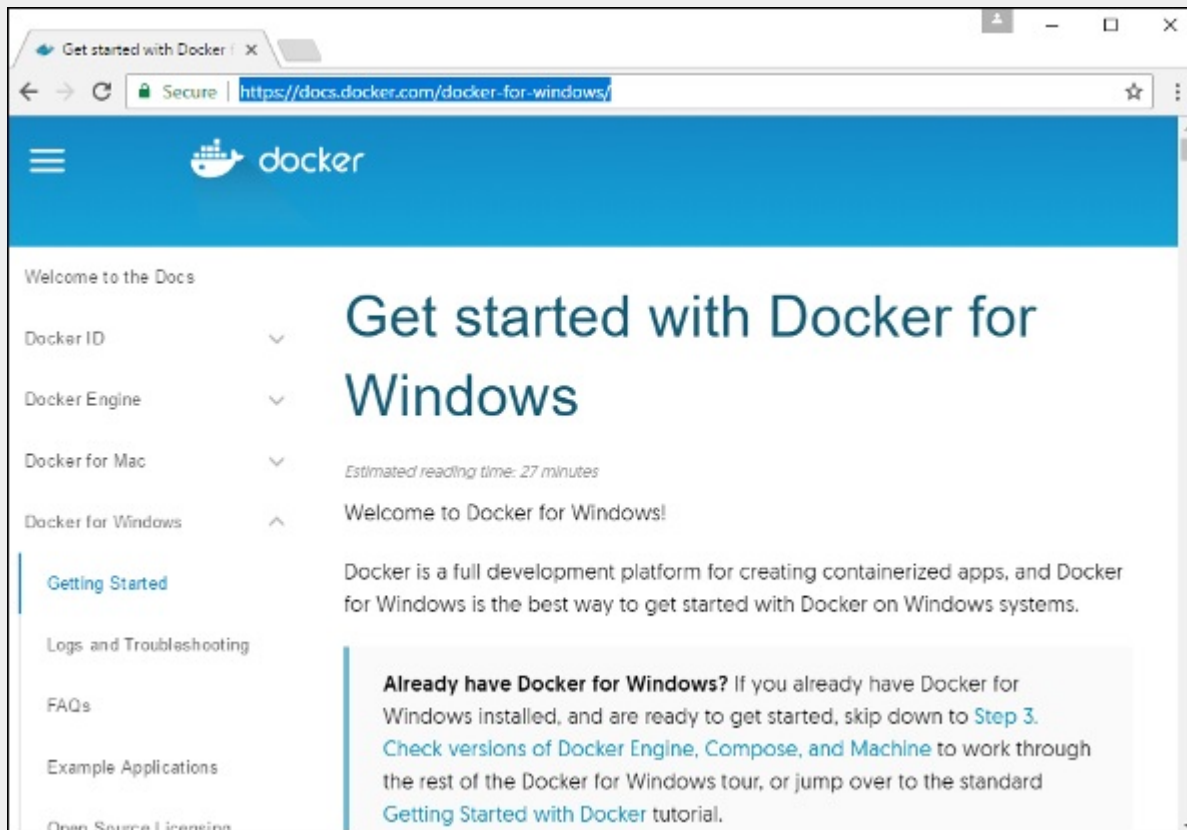 Get started with Docker f
Secure
https://docs.docker.com/docker-for-windows/
docker
Welcome to the Docs
Docker ID
Docker Engine
Docker for Mac
Docker for Windows
Getting Started
Logs and Troubleshooting
FAQs
Example Applications
Open Source Licensing
Get started with Docker for
Windows
Estimated reading time: 27 minutes
Welcome to Docker for Windows!
Docker is a full development platform for creating containerized apps, and Docker
for Windows is the best way to get started with Docker on Windows systems.
Already have Docker for Windows? If you already have Docker for
Windows installed, and are ready to get started, skip down to Step 3.
Check versions of Docker Engine, Compose, and Machine to work through
the rest of the Docker for Windows tour, or jump over to the standard
Getting Started with Docker tutorial.